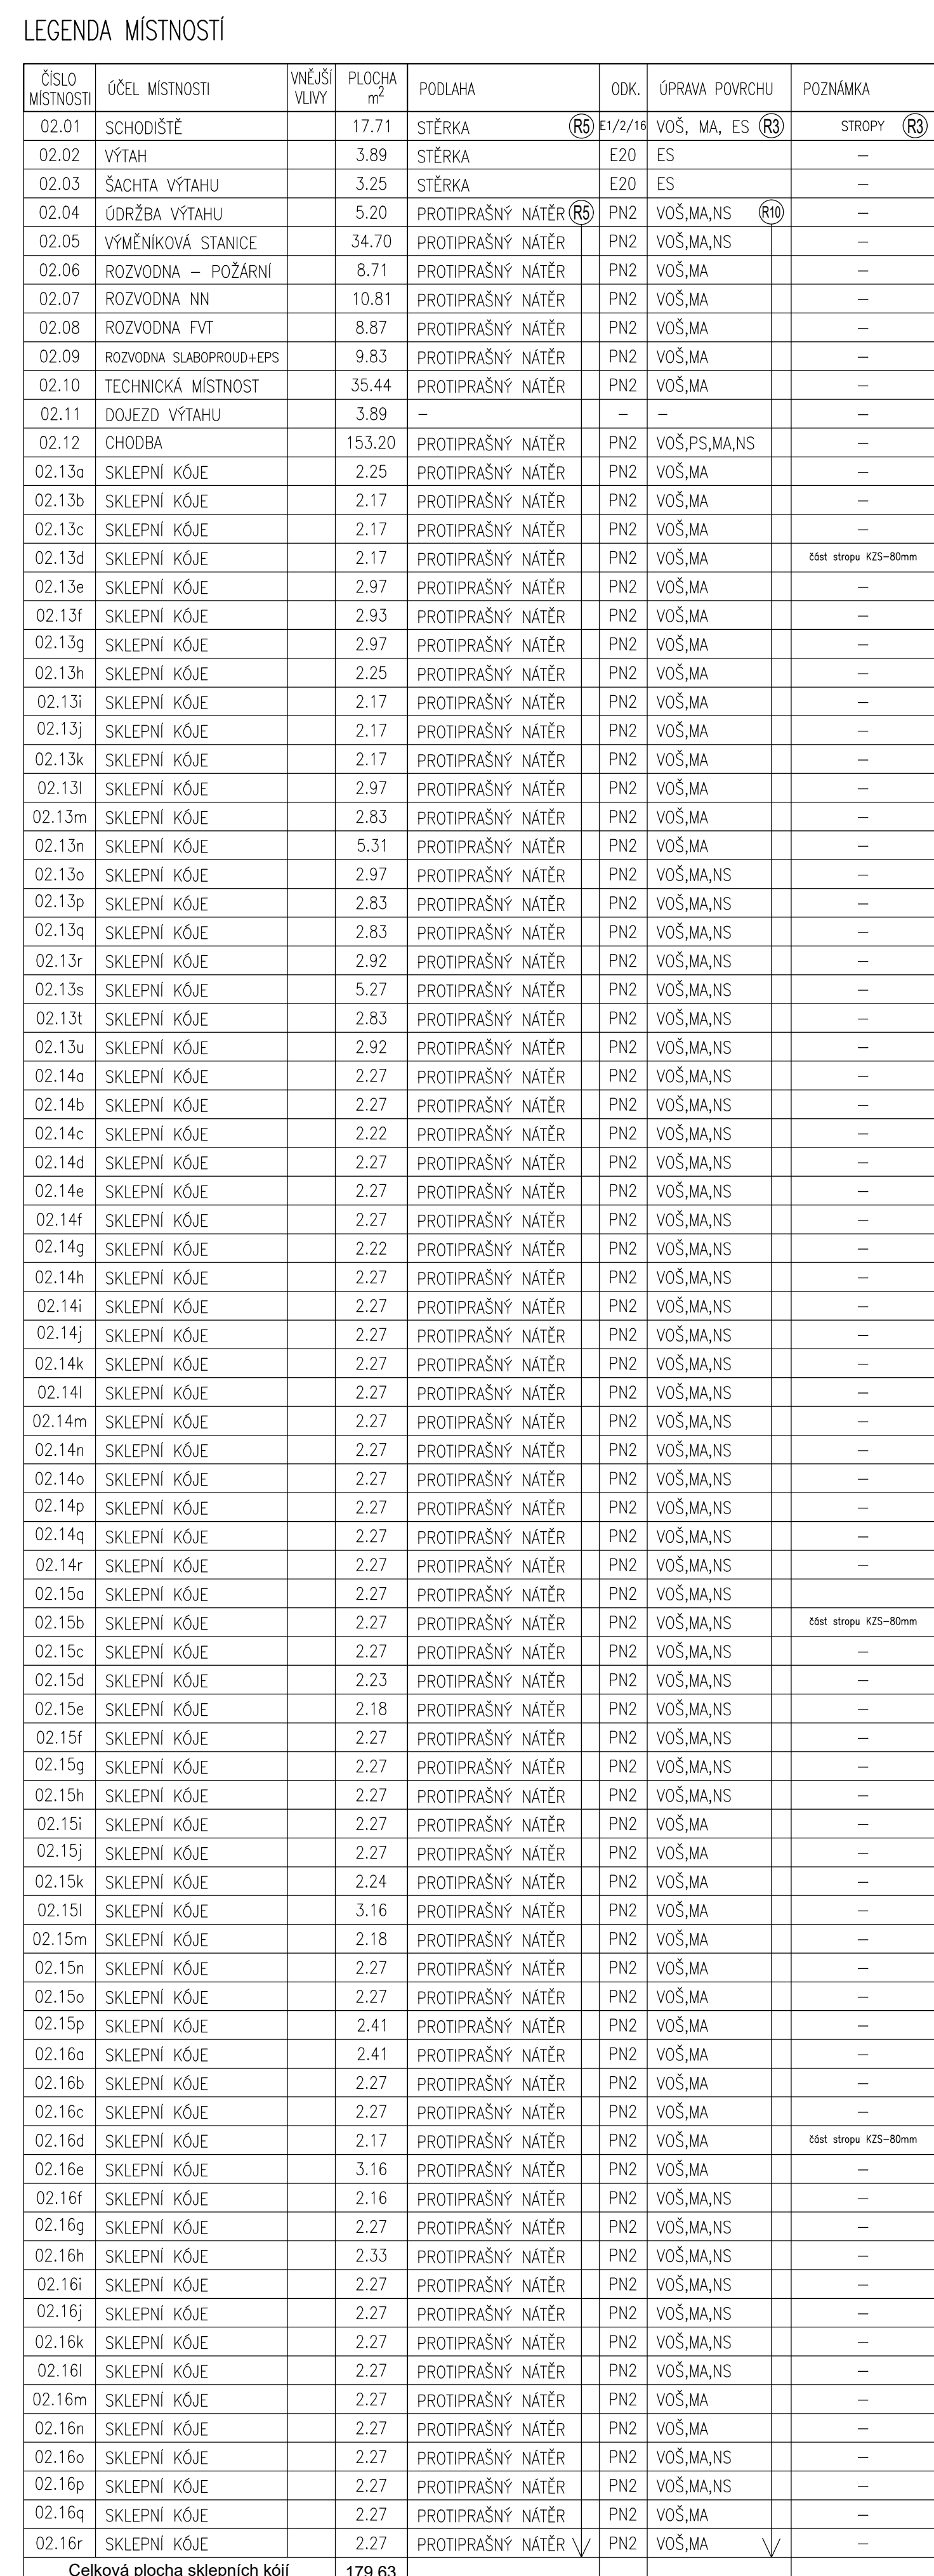 LEGENDA MÍSTNOSTÍ
ČÍSLO MÍSTNOSTI ÚČEL MÍSTNOSTI VNĚJŠÍ VLIVY PLOCHA m2 PODLAHA ODK. ÚPRAVA POVRCHU POZNÁMKA
02.01 SCHODIŠTĚ 17.71 STĚRKA R5 E1/2/16 VOŠ, MA, ES R3 STROPY R3
02.02 VÝTAH 3.89 STĚRKA E20 ES –
02.03 ŠACHTA VÝTAHU 3.25 STĚRKA E20 ES –
02.04 ÚDRŽBA VÝTAHU 5.20 PROTIPRAŠNÝ NÁTĚR R5 PN2 VOŠ,MA,NS R10 –
02.05 VÝMĚNÍKOVÁ STANICE 34.70 PROTIPRAŠNÝ NÁTĚR PN2 VOŠ,MA,NS –
02.06 ROZVODNA – POŽÁRNÍ 8.71 PROTIPRAŠNÝ NÁTĚR PN2 VOŠ,MA –
02.07 ROZVODNA NN 10.81 PROTIPRAŠNÝ NÁTĚR PN2 VOŠ,MA –
02.08 ROZVODNA FVT 8.87 PROTIPRAŠNÝ NÁTĚR PN2 VOŠ,MA –
02.09 ROZVODNA SLABOPROUD+EPS 9.83 PROTIPRAŠNÝ NÁTĚR PN2 VOŠ,MA –
02.10 TECHNICKÁ MÍSTNOST 35.44 PROTIPRAŠNÝ NÁTĚR PN2 VOŠ,MA –
02.11 DOJEZD VÝTAHU 3.89 – – – –
02.12 CHODBA 153.20 PROTIPRAŠNÝ NÁTĚR PN2 VOŠ,PS,MA,NS –
02.13a SKLEPNÍ KÓJE 2.25 PROTIPRAŠNÝ NÁTĚR PN2 VOŠ,MA –
02.13b SKLEPNÍ KÓJE 2.17 PROTIPRAŠNÝ NÁTĚR PN2 VOŠ,MA –
02.13c SKLEPNÍ KÓJE 2.17 PROTIPRAŠNÝ NÁTĚR PN2 VOŠ,MA –
02.13d SKLEPNÍ KÓJE 2.17 PROTIPRAŠNÝ NÁTĚR PN2 VOŠ,MA část stropu KZS-80mm
02.13e SKLEPNÍ KÓJE 2.97 PROTIPRAŠNÝ NÁTĚR PN2 VOŠ,MA –
02.13f SKLEPNÍ KÓJE 2.93 PROTIPRAŠNÝ NÁTĚR PN2 VOŠ,MA –
02.13g SKLEPNÍ KÓJE 2.97 PROTIPRAŠNÝ NÁTĚR PN2 VOŠ,MA –
02.13h SKLEPNÍ KÓJE 2.25 PROTIPRAŠNÝ NÁTĚR PN2 VOŠ,MA –
02.13i SKLEPNÍ KÓJE 2.17 PROTIPRAŠNÝ NÁTĚR PN2 VOŠ,MA –
02.13j SKLEPNÍ KÓJE 2.17 PROTIPRAŠNÝ NÁTĚR PN2 VOŠ,MA –
02.13k SKLEPNÍ KÓJE 2.17 PROTIPRAŠNÝ NÁTĚR PN2 VOŠ,MA –
02.13l SKLEPNÍ KÓJE 2.97 PROTIPRAŠNÝ NÁTĚR PN2 VOŠ,MA –
02.13m SKLEPNÍ KÓJE 2.83 PROTIPRAŠNÝ NÁTĚR PN2 VOŠ,MA –
02.13n SKLEPNÍ KÓJE 5.31 PROTIPRAŠNÝ NÁTĚR PN2 VOŠ,MA –
02.13o SKLEPNÍ KÓJE 2.97 PROTIPRAŠNÝ NÁTĚR PN2 VOŠ,MA,NS –
02.13p SKLEPNÍ KÓJE 2.83 PROTIPRAŠNÝ NÁTĚR PN2 VOŠ,MA,NS –
02.13q SKLEPNÍ KÓJE 2.83 PROTIPRAŠNÝ NÁTĚR PN2 VOŠ,MA,NS –
02.13r SKLEPNÍ KÓJE 2.92 PROTIPRAŠNÝ NÁTĚR PN2 VOŠ,MA,NS –
02.13s SKLEPNÍ KÓJE 5.27 PROTIPRAŠNÝ NÁTĚR PN2 VOŠ,MA,NS –
02.13t SKLEPNÍ KÓJE 2.83 PROTIPRAŠNÝ NÁTĚR PN2 VOŠ,MA,NS –
02.13u SKLEPNÍ KÓJE 2.92 PROTIPRAŠNÝ NÁTĚR PN2 VOŠ,MA,NS –
02.14a SKLEPNÍ KÓJE 2.27 PROTIPRAŠNÝ NÁTĚR PN2 VOŠ,MA,NS –
02.14b SKLEPNÍ KÓJE 2.27 PROTIPRAŠNÝ NÁTĚR PN2 VOŠ,MA,NS –
02.14c SKLEPNÍ KÓJE 2.22 PROTIPRAŠNÝ NÁTĚR PN2 VOŠ,MA,NS –
02.14d SKLEPNÍ KÓJE 2.27 PROTIPRAŠNÝ NÁTĚR PN2 VOŠ,MA,NS –
02.14e SKLEPNÍ KÓJE 2.27 PROTIPRAŠNÝ NÁTĚR PN2 VOŠ,MA,NS –
02.14f SKLEPNÍ KÓJE 2.27 PROTIPRAŠNÝ NÁTĚR PN2 VOŠ,MA,NS –
02.14g SKLEPNÍ KÓJE 2.22 PROTIPRAŠNÝ NÁTĚR PN2 VOŠ,MA,NS –
02.14h SKLEPNÍ KÓJE 2.27 PROTIPRAŠNÝ NÁTĚR PN2 VOŠ,MA,NS –
02.14i SKLEPNÍ KÓJE 2.27 PROTIPRAŠNÝ NÁTĚR PN2 VOŠ,MA,NS –
02.14j SKLEPNÍ KÓJE 2.27 PROTIPRAŠNÝ NÁTĚR PN2 VOŠ,MA,NS –
02.14k SKLEPNÍ KÓJE 2.27 PROTIPRAŠNÝ NÁTĚR PN2 VOŠ,MA,NS –
02.14l SKLEPNÍ KÓJE 2.27 PROTIPRAŠNÝ NÁTĚR PN2 VOŠ,MA,NS –
02.14m SKLEPNÍ KÓJE 2.27 PROTIPRAŠNÝ NÁTĚR PN2 VOŠ,MA,NS –
02.14n SKLEPNÍ KÓJE 2.27 PROTIPRAŠNÝ NÁTĚR PN2 VOŠ,MA,NS –
02.14o SKLEPNÍ KÓJE 2.27 PROTIPRAŠNÝ NÁTĚR PN2 VOŠ,MA,NS –
02.14p SKLEPNÍ KÓJE 2.27 PROTIPRAŠNÝ NÁTĚR PN2 VOŠ,MA,NS –
02.14q SKLEPNÍ KÓJE 2.27 PROTIPRAŠNÝ NÁTĚR PN2 VOŠ,MA,NS –
02.14r SKLEPNÍ KÓJE 2.27 PROTIPRAŠNÝ NÁTĚR PN2 VOŠ,MA,NS –
02.15a SKLEPNÍ KÓJE 2.27 PROTIPRAŠNÝ NÁTĚR PN2 VOŠ,MA,NS –
02.15b SKLEPNÍ KÓJE 2.27 PROTIPRAŠNÝ NÁTĚR PN2 VOŠ,MA,NS část stropu KZS-80mm
02.15c SKLEPNÍ KÓJE 2.27 PROTIPRAŠNÝ NÁTĚR PN2 VOŠ,MA,NS –
02.15d SKLEPNÍ KÓJE 2.23 PROTIPRAŠNÝ NÁTĚR PN2 VOŠ,MA,NS –
02.15e SKLEPNÍ KÓJE 2.18 PROTIPRAŠNÝ NÁTĚR PN2 VOŠ,MA,NS –
02.15f SKLEPNÍ KÓJE 2.27 PROTIPRAŠNÝ NÁTĚR PN2 VOŠ,MA,NS –
02.15g SKLEPNÍ KÓJE 2.27 PROTIPRAŠNÝ NÁTĚR PN2 VOŠ,MA,NS –
02.15h SKLEPNÍ KÓJE 2.27 PROTIPRAŠNÝ NÁTĚR PN2 VOŠ,MA,NS –
02.15i SKLEPNÍ KÓJE 2.27 PROTIPRAŠNÝ NÁTĚR PN2 VOŠ,MA –
02.15j SKLEPNÍ KÓJE 2.27 PROTIPRAŠNÝ NÁTĚR PN2 VOŠ,MA –
02.15k SKLEPNÍ KÓJE 2.24 PROTIPRAŠNÝ NÁTĚR PN2 VOŠ,MA –
02.15l SKLEPNÍ KÓJE 3.16 PROTIPRAŠNÝ NÁTĚR PN2 VOŠ,MA –
02.15m SKLEPNÍ KÓJE 2.18 PROTIPRAŠNÝ NÁTĚR PN2 VOŠ,MA –
02.15n SKLEPNÍ KÓJE 2.27 PROTIPRAŠNÝ NÁTĚR PN2 VOŠ,MA –
02.15o SKLEPNÍ KÓJE 2.27 PROTIPRAŠNÝ NÁTĚR PN2 VOŠ,MA –
02.15p SKLEPNÍ KÓJE 2.41 PROTIPRAŠNÝ NÁTĚR PN2 VOŠ,MA –
02.16a SKLEPNÍ KÓJE 2.41 PROTIPRAŠNÝ NÁTĚR PN2 VOŠ,MA –
02.16b SKLEPNÍ KÓJE 2.27 PROTIPRAŠNÝ NÁTĚR PN2 VOŠ,MA –
02.16c SKLEPNÍ KÓJE 2.27 PROTIPRAŠNÝ NÁTĚR PN2 VOŠ,MA –
02.16d SKLEPNÍ KÓJE 2.17 PROTIPRAŠNÝ NÁTĚR PN2 VOŠ,MA část stropu KZS-80mm
02.16e SKLEPNÍ KÓJE 3.16 PROTIPRAŠNÝ NÁTĚR PN2 VOŠ,MA –
02.16f SKLEPNÍ KÓJE 2.16 PROTIPRAŠNÝ NÁTĚR PN2 VOŠ,MA,NS –
02.16g SKLEPNÍ KÓJE 2.27 PROTIPRAŠNÝ NÁTĚR PN2 VOŠ,MA,NS –
02.16h SKLEPNÍ KÓJE 2.33 PROTIPRAŠNÝ NÁTĚR PN2 VOŠ,MA,NS –
02.16i SKLEPNÍ KÓJE 2.27 PROTIPRAŠNÝ NÁTĚR PN2 VOŠ,MA,NS –
02.16j SKLEPNÍ KÓJE 2.27 PROTIPRAŠNÝ NÁTĚR PN2 VOŠ,MA,NS –
02.16k SKLEPNÍ KÓJE 2.27 PROTIPRAŠNÝ NÁTĚR PN2 VOŠ,MA,NS –
02.16l SKLEPNÍ KÓJE 2.27 PROTIPRAŠNÝ NÁTĚR PN2 VOŠ,MA,NS –
02.16m SKLEPNÍ KÓJE 2.27 PROTIPRAŠNÝ NÁTĚR PN2 VOŠ,MA –
02.16n SKLEPNÍ KÓJE 2.27 PROTIPRAŠNÝ NÁTĚR PN2 VOŠ,MA –
02.16o SKLEPNÍ KÓJE 2.27 PROTIPRAŠNÝ NÁTĚR PN2 VOŠ,MA,NS –
02.16p SKLEPNÍ KÓJE 2.27 PROTIPRAŠNÝ NÁTĚR PN2 VOŠ,MA,NS –
02.16q SKLEPNÍ KÓJE 2.27 PROTIPRAŠNÝ NÁTĚR PN2 VOŠ,MA –
02.16r SKLEPNÍ KÓJE 2.27 PROTIPRAŠNÝ NÁTĚR PN2 VOŠ,MA –
Celková plocha sklepních kójí 179.63